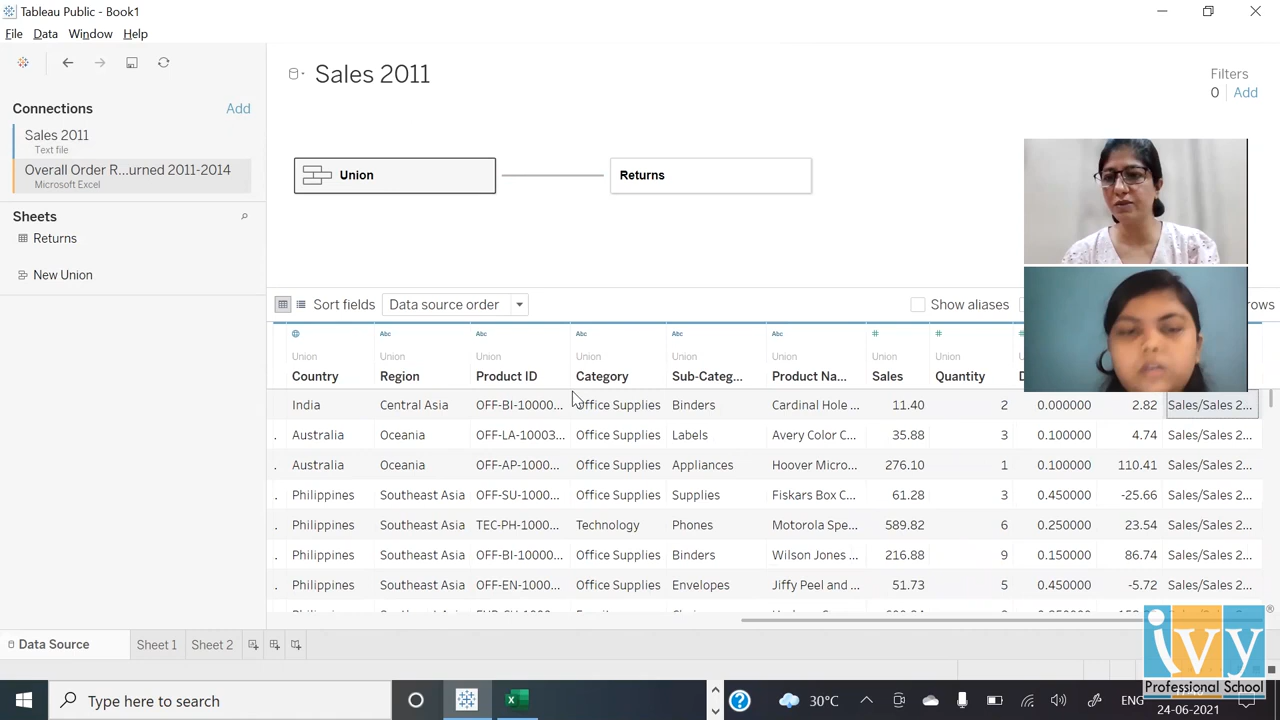 Tableau Public - Book1
File Data Window Help
Connections Add
Sales 2011
Text file
Overall Order R...urned 2011-2014
Microsoft Excel
Sheets
Returns
New Union
Sales 2011
Filters
0 Add
Union Returns
Sort fields Data source order Show aliases rows
Abc Abc Abc Abc Abc # #
Union Union Union Union Union Union Union Union
Country Region Product ID Category Sub-Categ... Product Na... Sales Quantity D
India Central Asia OFF-BI-10000... Office Supplies Binders Cardinal Hole ... 11.40 2 0.000000 2.82 Sales/Sales 2...
Australia Oceania OFF-LA-10003... Office Supplies Labels Avery Color C... 35.88 3 0.100000 4.74 Sales/Sales 2...
Australia Oceania OFF-AP-1000... Office Supplies Appliances Hoover Micro... 276.10 1 0.100000 110.41 Sales/Sales 2...
Philippines Southeast Asia OFF-SU-1000... Office Supplies Supplies Fiskars Box C... 61.28 3 0.450000 -25.66 Sales/Sales 2...
Philippines Southeast Asia TEC-PH-1000... Technology Phones Motorola Spe... 589.82 6 0.250000 23.54 Sales/Sales 2...
Philippines Southeast Asia OFF-BI-10000... Office Supplies Binders Wilson Jones ... 216.88 9 0.150000 86.74 Sales/Sales 2...
Philippines Southeast Asia OFF-EN-1000... Office Supplies Envelopes Jiffy Peel and ... 51.73 5 0.450000 -5.72 Sales/Sales 2...
Data Source Sheet 1 Sheet 2
ivy
Professional School
Type here to search
30°C
ENG
24-06-2021